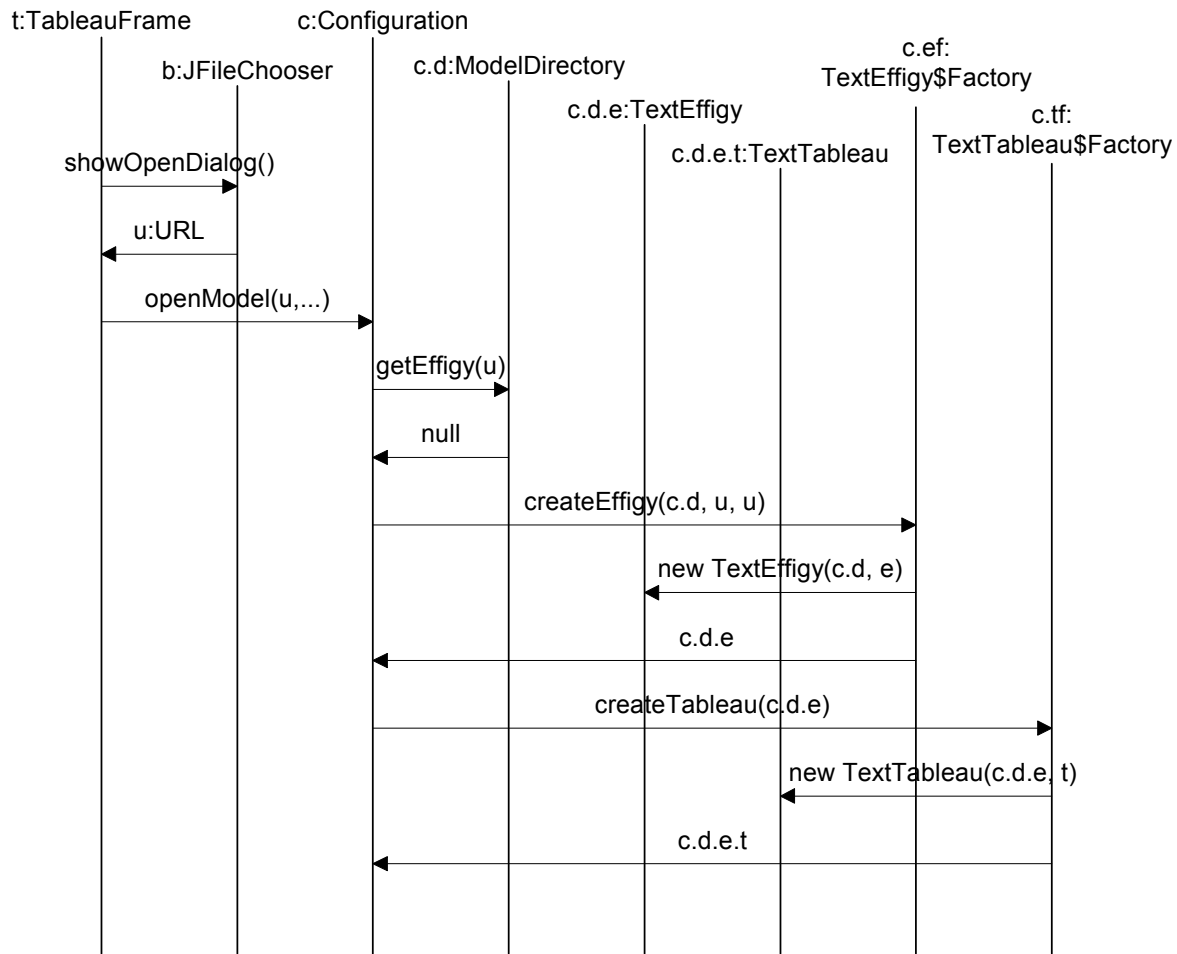 t:TableauFrame
c:Configuration
b:JFileChooser
c.d:ModelDirectory
c.ef:
TextEffigy$Factory
c.d.e:TextEffigy
c.tf:
TextTableau$Factory
c.d.e.t:TextTableau
showOpenDialog()
u:URL
openModel(u,...)
getEffigy(u)
null
createEffigy(c.d, u, u)
new TextEffigy(c.d, e)
c.d.e
createTableau(c.d.e)
new TextTableau(c.d.e, t)
c.d.e.t